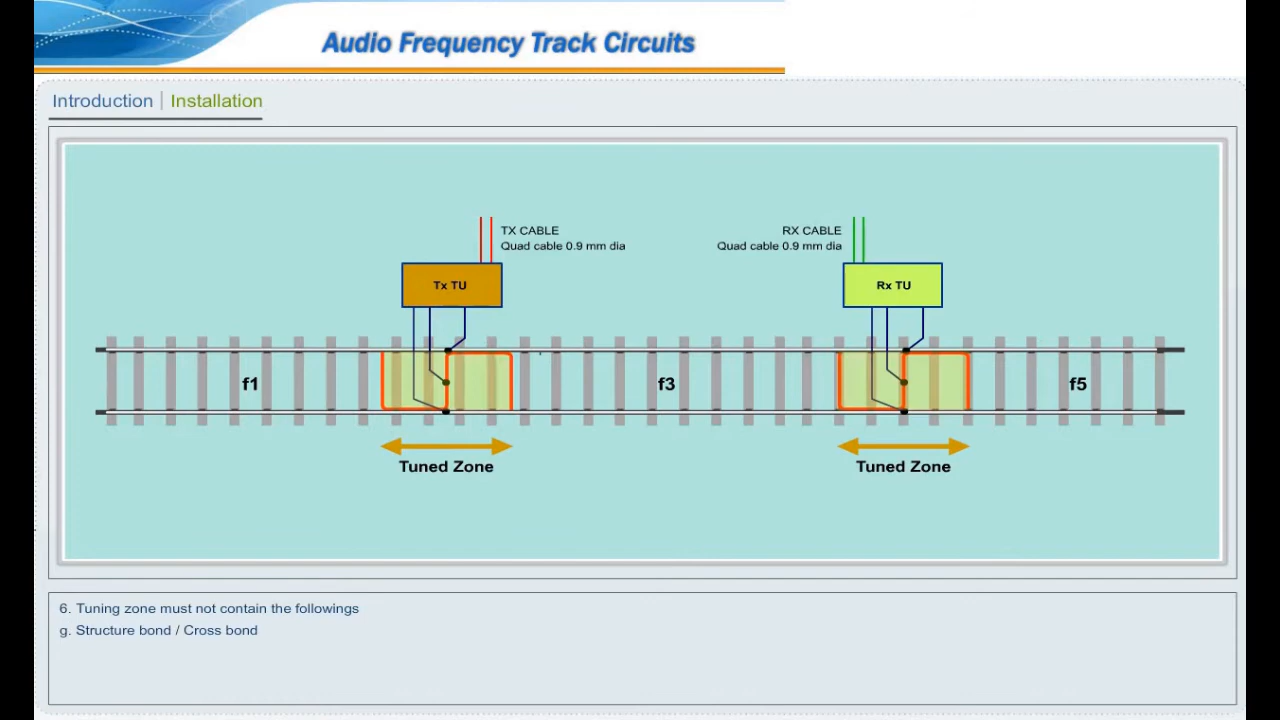 Audio Frequency Track Circuits
Introduction | Installation
TX CABLE
Quad cable 0.9 mm dia
RX CABLE
Quad cable 0.9 mm dia
Tx TU
Rx TU
f1
f3
f5
Tuned Zone
Tuned Zone
6. Tuning zone must not contain the followings
g. Structure bond / Cross bond